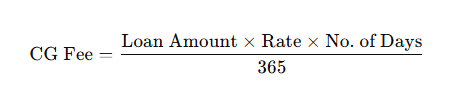 CG Fee = Loan Amount × Rate × No. of Days
365